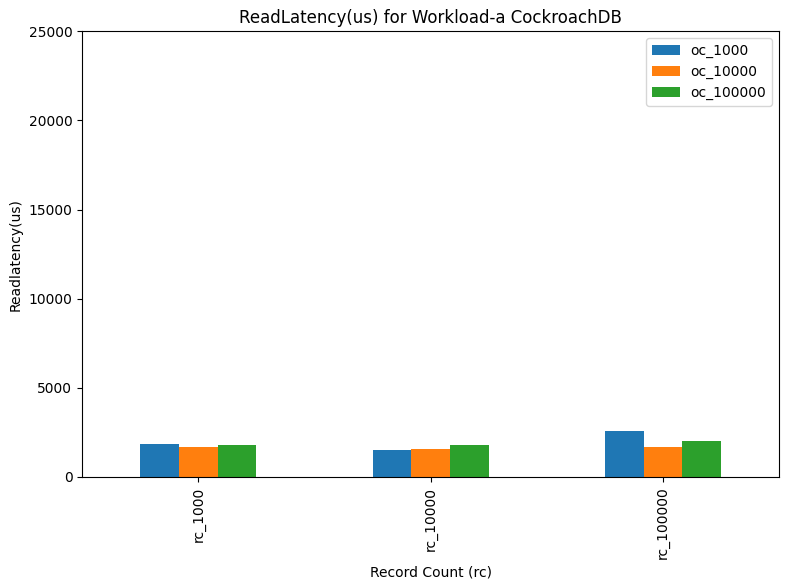 ReadLatency(us) for Workload-a CockroachDB
oc_1000
oc_10000
oc_100000
25000
20000
15000
10000
5000
0
Readlatency(us)
rc_1000
rc_10000
rc_100000
Record Count (rc)